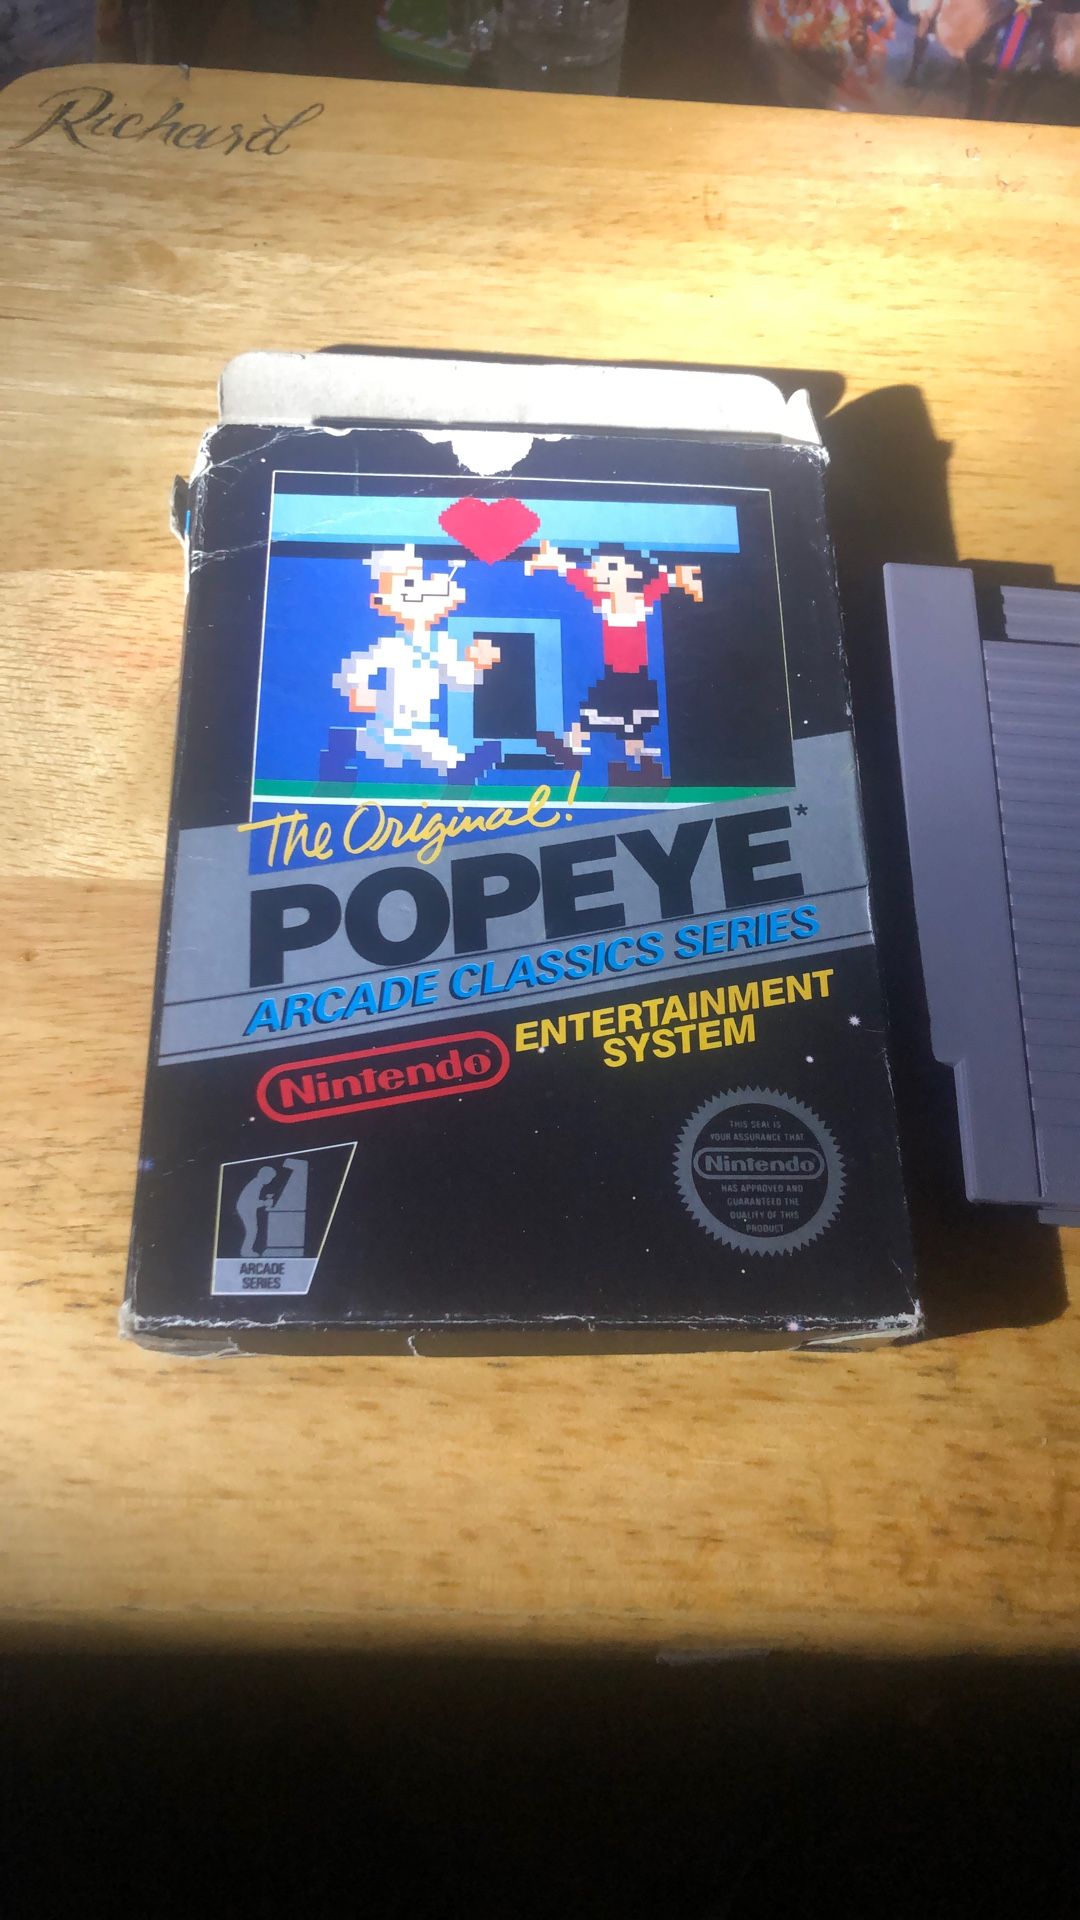 Richard
The Original!
POPEYE*
ARCADE CLASSICS SERIES
Nintendo
ENTERTAINMENT
SYSTEM
THIS SEAL IS
YOUR ASSURANCE THAT
Nintendo
HAS APPROVED AND
GUARANTEED THE
QUALITY OF THIS
PRODUCT
ARCADE
SERIES